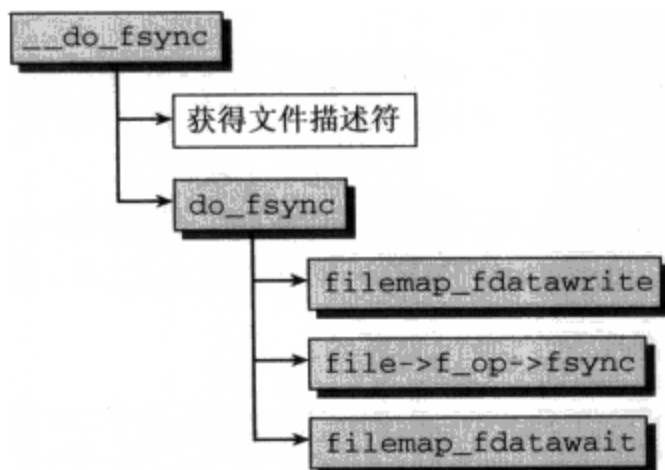 __do_fsync
获得文件描述符
do_fsync
filemap_fdatawrite
file->f_op->fsync
filemap_fdatawait